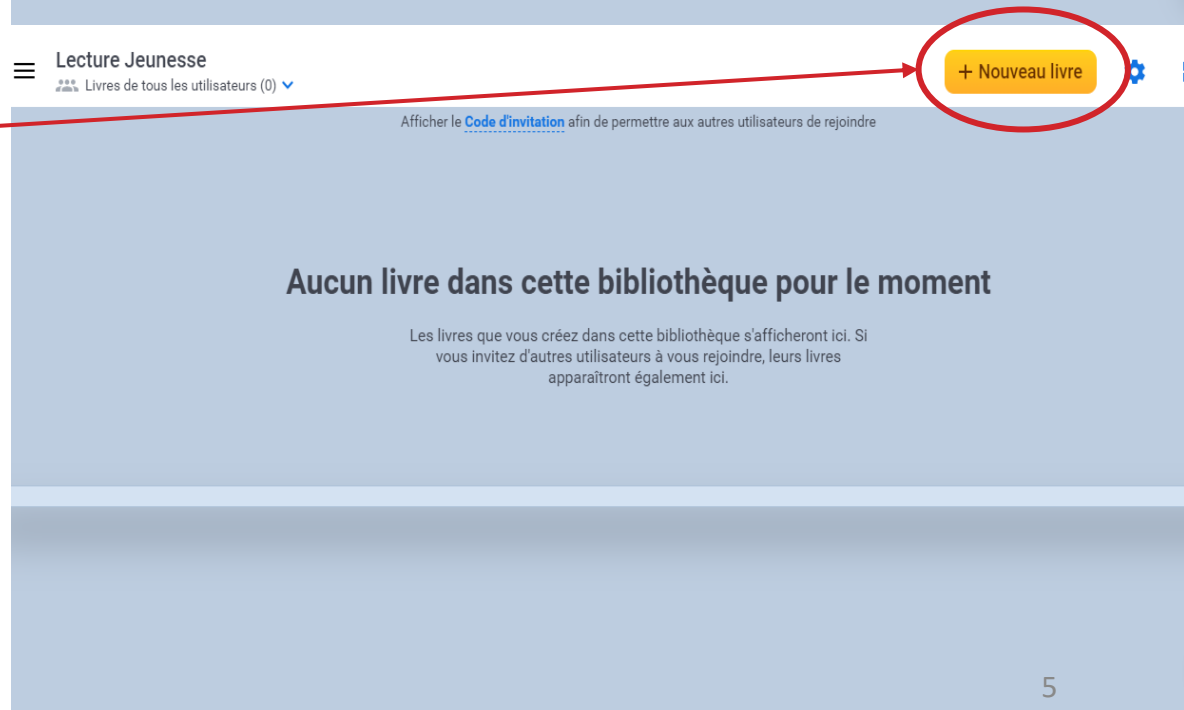 Lecture Jeunesse
Livres de tous les utilisateurs (0)
+ Nouveau livre
Afficher le Code d'invitation afin de permettre aux autres utilisateurs de rejoindre
Aucun livre dans cette bibliothèque pour le moment
Les livres que vous créez dans cette bibliothèque s'afficheront ici. Si
vous invitez d'autres utilisateurs à vous rejoindre, leurs livres
apparaîtront également ici.
5